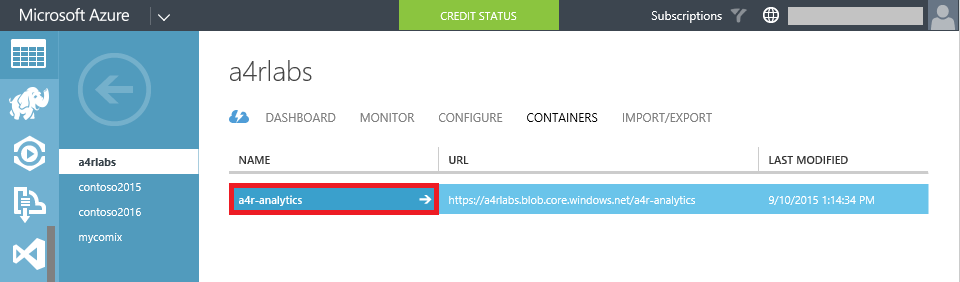 Microsoft Azure CREDIT STATUS Subscriptions
a4rlabs
DASHBOARD MONITOR CONFIGURE CONTAINERS IMPORT/EXPORT
a4rlabs
contoso2015
contoso2016
mycomix
NAME URL LAST MODIFIED
a4r-analytics https://a4rlabs.blob.core.windows.net/a4r-analytics 9/10/2015 1:14:34 PM